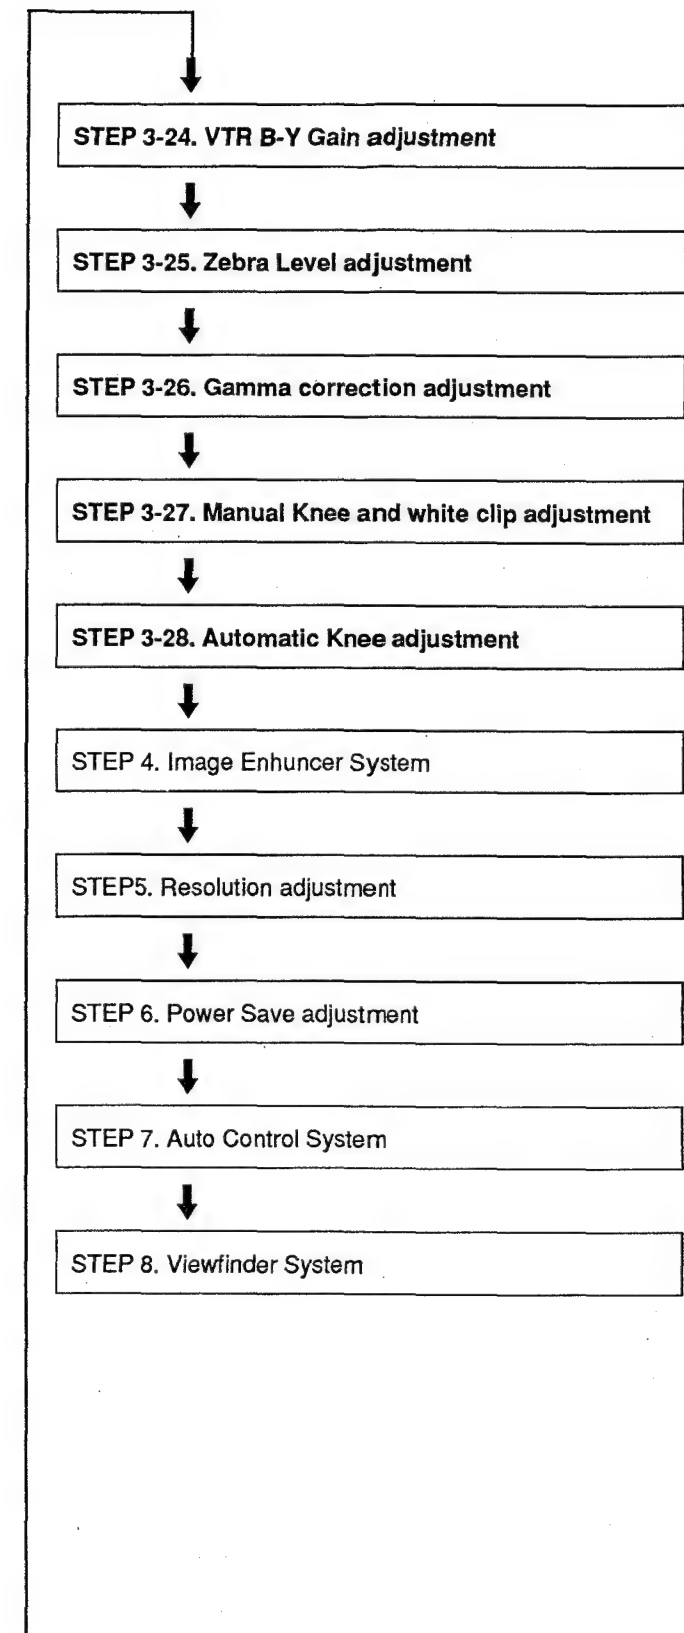 STEP 3-24. VTR B-Y Gain adjustment
STEP 3-25. Zebra Level adjustment
STEP 3-26. Gamma correction adjustment
STEP 3-27. Manual Knee and white clip adjustment
STEP 3-28. Automatic Knee adjustment
STEP 4. Image Enhuncer System
STEP5. Resolution adjustment
STEP 6. Power Save adjustment
STEP 7. Auto Control System
STEP 8. Viewfinder System